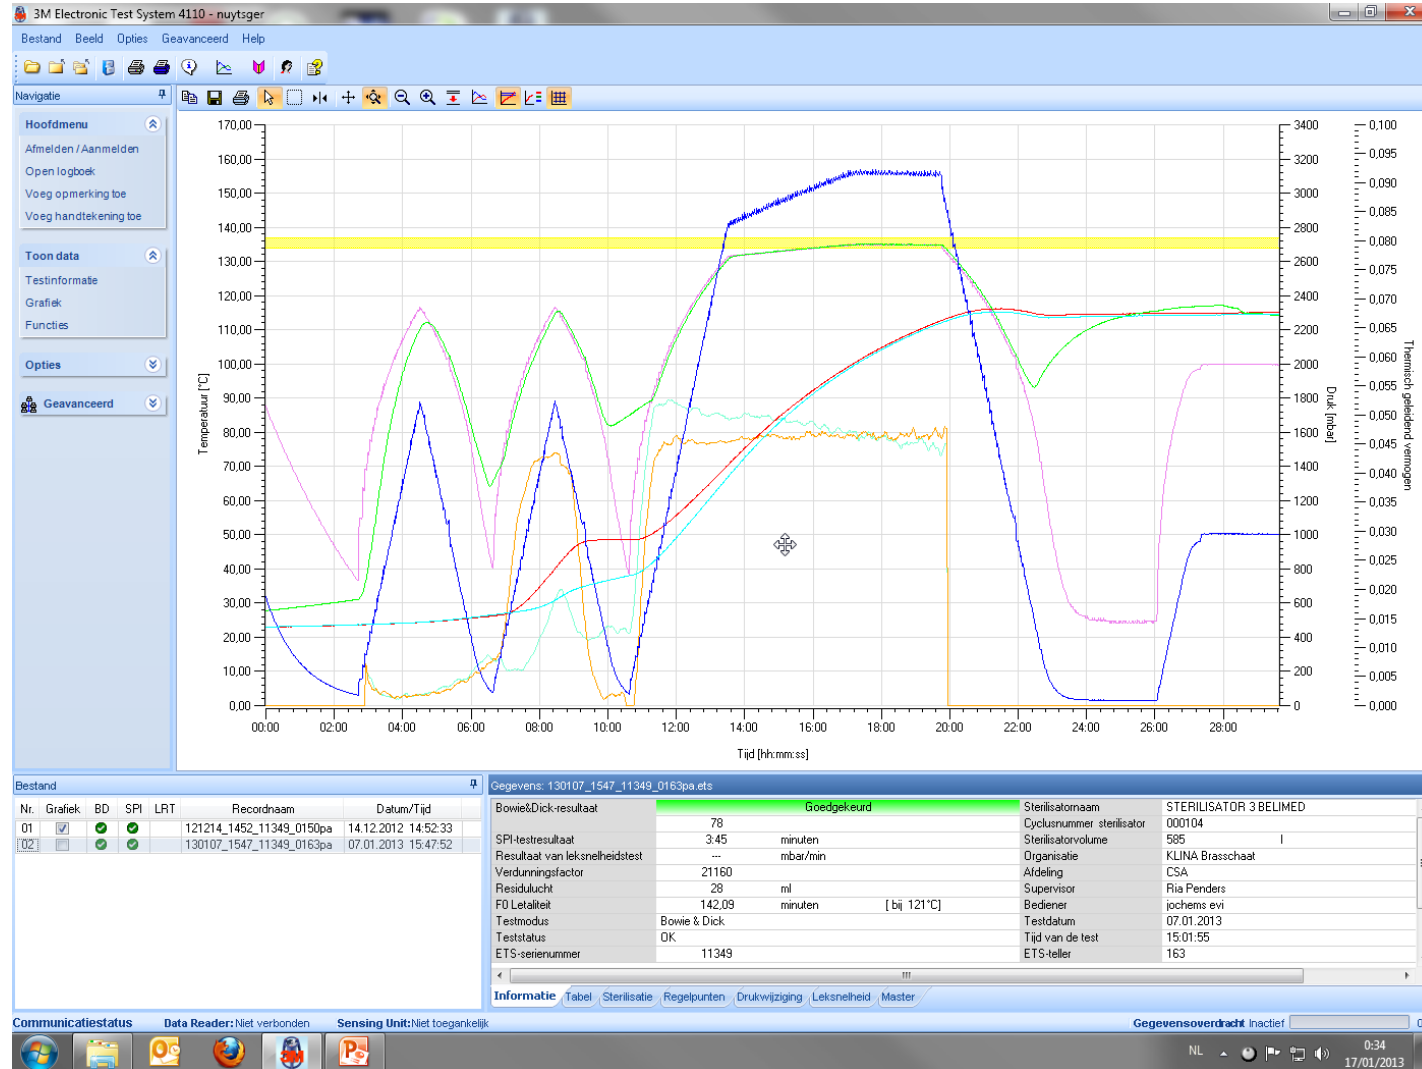 3M Electronic Test System 4110 - nuytsger
Bestand Beeld Opties Geavanceerd Help
Navigatie
Hoofdmenu
Afmelden / Aanmelden
Open logboek
Voeg opmerking toe
Voeg handtekening toe
Toon data
Testinformatie
Grafiek
Functies
Opties
Geavanceerd
Temperatuur [°C]
170,00
160,00
150,00
140,00
130,00
120,00
110,00
100,00
90,00
80,00
70,00
60,00
50,00
40,00
30,00
20,00
10,00
0,00
00:00 02:00 04:00 06:00 08:00 10:00 12:00 14:00 16:00 18:00 20:00 22:00 24:00 26:00 28:00
Tijd [hh:mm:ss]
3400
3200
3000
2800
2600
2400
2200
2000
1800
1600
1400
1200
1000
800
600
400
200
0
Druk [mbar]
0,100
0,095
0,090
0,085
0,080
0,075
0,070
0,065
0,060
0,055
0,050
0,045
0,040
0,035
0,030
0,025
0,020
0,015
0,010
0,005
0,000
Thermisch geleidend vermogen
Bestand
Nr. Grafiek BD SPI LRT Recordnaam Datum/Tijd
01 121214_1452_11349_0150pa 14.12.2012 14:52:33
02 130107_1547_11349_0163pa 07.01.2013 15:47:52
Gegevens: 130107_1547_11349_0163pa.ets
Bowie&Dick-resultaat Goedgekeurd Sterilisatornaam STERILISATOR 3 BELIMED
78 Cyclusnummer sterilisator 000104
SPI-testresultaat 3:45 minuten Sterilisatorvolume 585 l
Resultaat van leksnelheidstest --- mbar/min Organisatie KLINA Brasschaat
Verdunningsfactor 21160 Afdeling CSA
Residulucht 28 ml Supervisor Ria Penders
F0 Letaliteit 142,09 minuten [ bij 121°C] Bediener jochems evi
Testmodus Bowie & Dick Testdatum 07.01.2013
Teststatus OK Tijd van de test 15:01:55
ETS-serienummer 11349 ETS-teller 163
Informatie Tabel Sterilisatie Regelpunten Drukwijziging Leksnelheid Master
Communicatiestatus Data Reader: Niet verbonden Sensing Unit: Niet toegankelijk Gegevensoverdracht Inactief 0
NL 0:34
17/01/2013